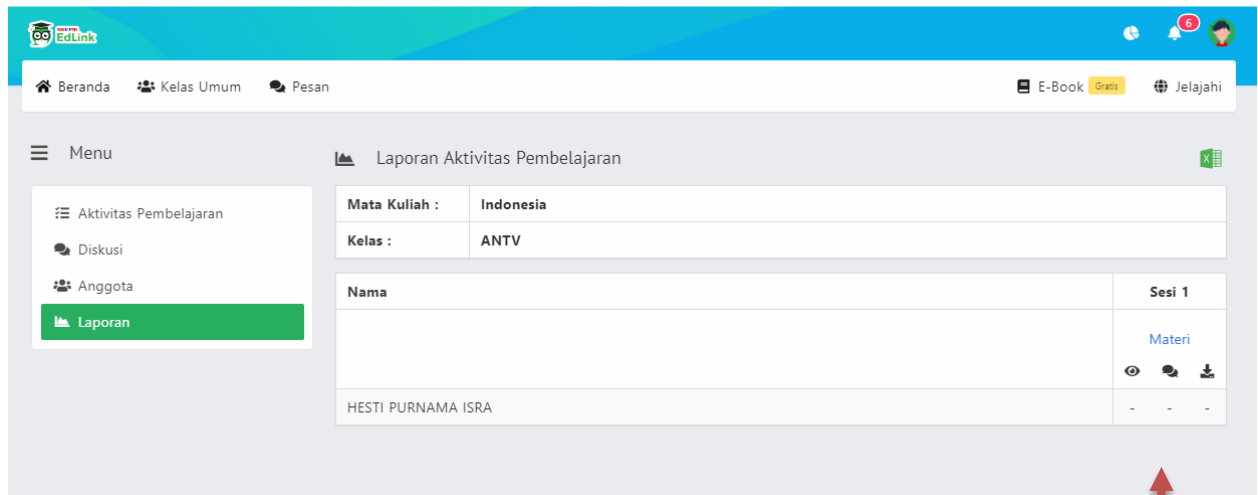 EdLink
6
Beranda Kelas Umum Pesan E-Book Gratis Jelajahi
Menu
Laporan Aktivitas Pembelajaran
Aktivitas Pembelajaran
Diskusi
Anggota
Laporan
Mata Kuliah : Indonesia
Kelas : ANTV
Nama Sesi 1
Materi
HESTI PURNAMA ISRA - - -